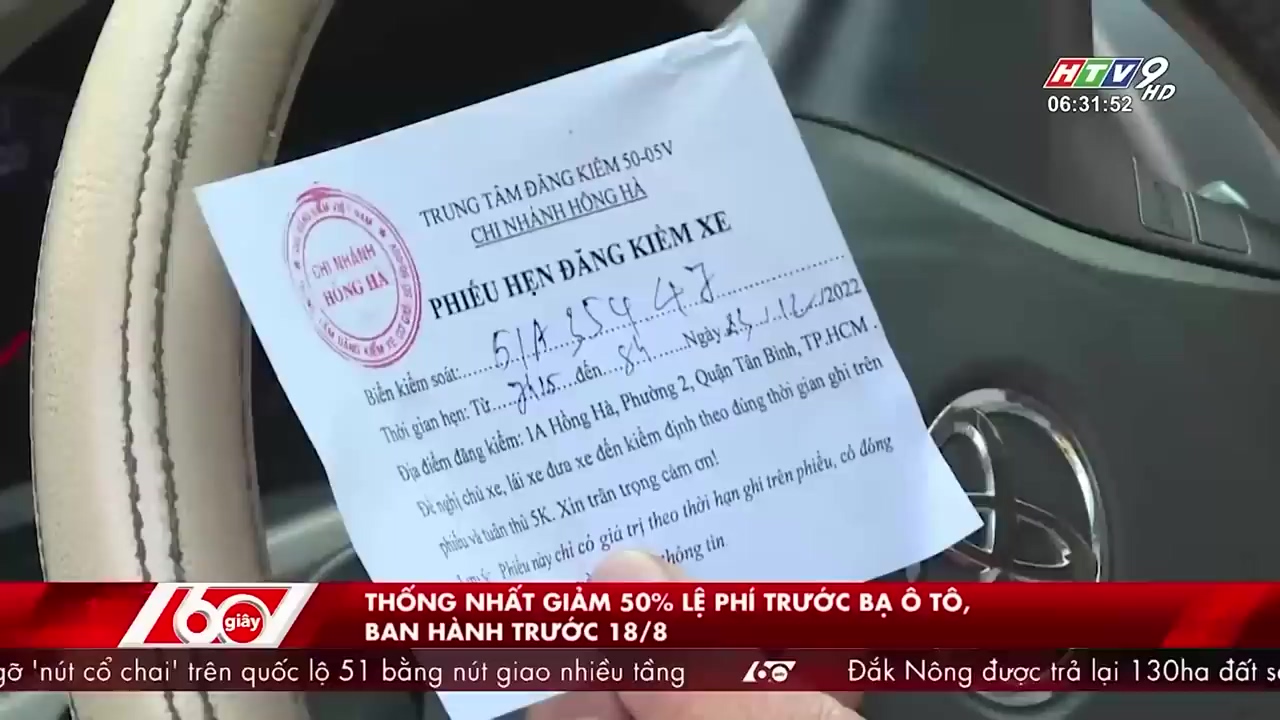 HTV9 HD
06:31:52
TRUNG TÂM ĐĂNG KIỂM 50-05V
CHI NHÁNH HỒNG HÀ
PHIẾU HẸN ĐĂNG KIỂM XE
CHI NHÁNH
HỒNG HÀ
Biển kiểm soát: 51A 354 47
Thời gian hẹn: Từ 7h15 đến 8h Ngày 23/12/2022
Địa điểm đăng kiểm: 1A Hồng Hà, Phường 2, Quận Tân Bình, TP.HCM.
Đề nghị chủ xe, lái xe đưa xe đến kiểm định theo đúng thời gian ghi trên
phiếu và tuân thủ 5K. Xin trân trọng cảm ơn!
Phiếu này chỉ có giá trị theo thời hạn ghi trên phiếu, có đóng
thông tin.
60 giây
THỐNG NHẤT GIẢM 50% LỆ PHÍ TRƯỚC BẠ Ô TÔ,
BAN HÀNH TRƯỚC 18/8
gỡ 'nút cổ chai' trên quốc lộ 51 bằng nút giao nhiều tầng 60 Đắk Nông được trả lại 130ha đất